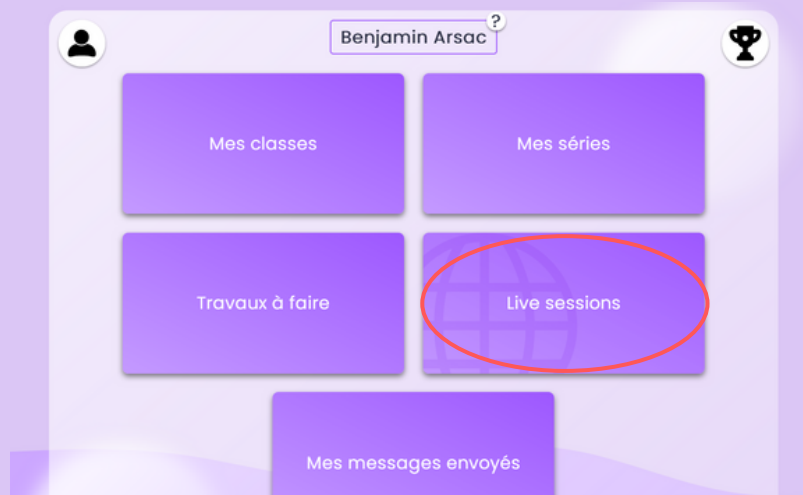 Benjamin Arsac
?
Mes classes
Mes séries
Travaux à faire
Live sessions
Mes messages envoyés